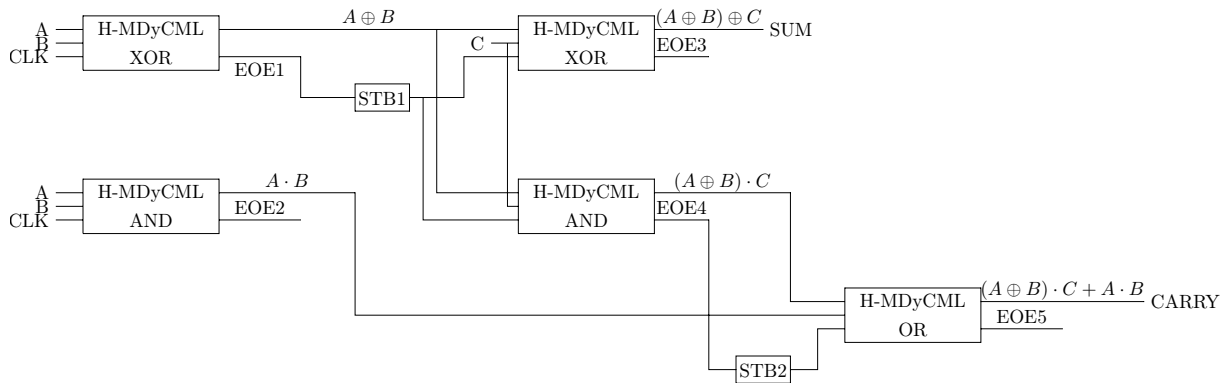 A
B
CLK
H-MDyCML
XOR
A ⊕ B
EOE1
STB1
C
H-MDyCML
XOR
(A ⊕ B) ⊕ C
SUM
EOE3
A
B
CLK
H-MDyCML
AND
A · B
EOE2
H-MDyCML
AND
(A ⊕ B) · C
EOE4
H-MDyCML
OR
(A ⊕ B) · C + A · B
CARRY
EOE5
STB2